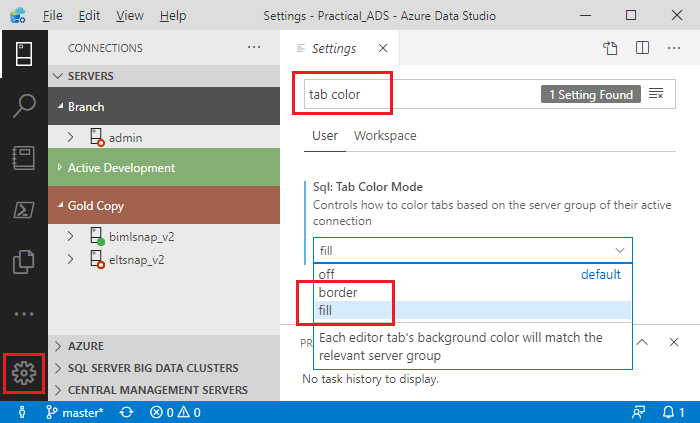 File Edit View ... Settings - Practical_ADS - Azure Data Studio
CONNECTIONS
SERVERS
Branch
admin
Active Development
Gold Copy
bimlsnap_v2
eltsnap_v2
AZURE
SQL SERVER BIG DATA CLUSTERS
CENTRAL MANAGEMENT SERVERS
Settings
tab color
1 Setting Found
User Workspace
Sql: Tab Color Mode
Controls how to color tabs based on the server group of their active
connection
fill
off default
border
fill
Each editor tab's background color will match the
relevant server group
PR
No task history to display.
master* 0 0 1